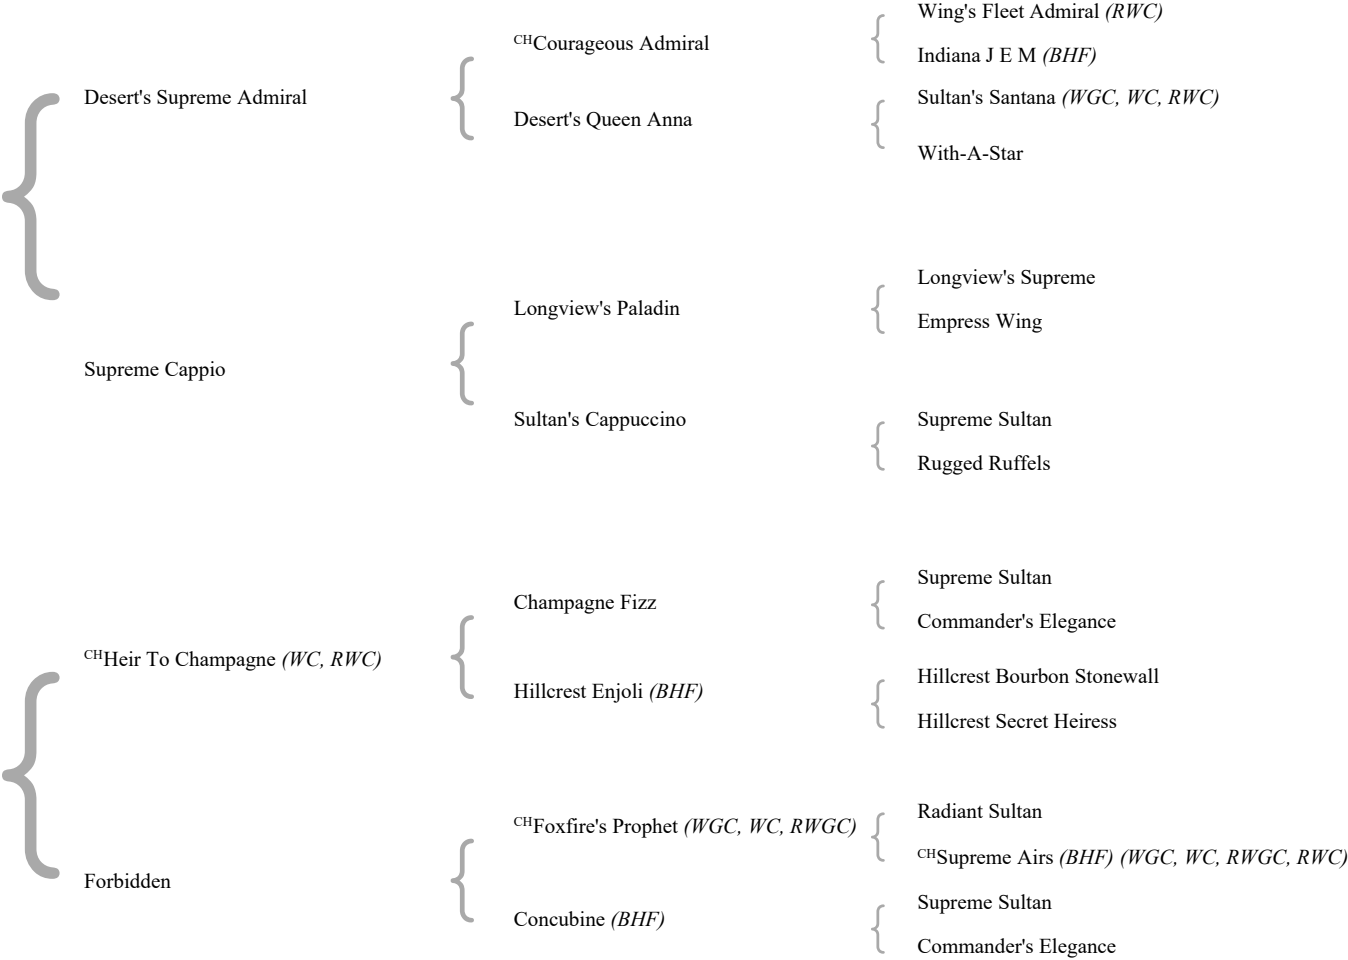 Wing's Fleet Admiral (RWC)
CHCourageous Admiral
Indiana J E M (BHF)
Desert's Supreme Admiral
Sultan's Santana (WGC, WC, RWC)
Desert's Queen Anna
With-A-Star
Longview's Supreme
Longview's Paladin
Empress Wing
Supreme Cappio
Sultan's Cappuccino
Supreme Sultan
Rugged Ruffels
Supreme Sultan
Champagne Fizz
Commander's Elegance
CHHeir To Champagne (WC, RWC)
Hillcrest Bourbon Stonewall
Hillcrest Enjoli (BHF)
Hillcrest Secret Heiress
Radiant Sultan
CHFoxfire's Prophet (WGC, WC, RWGC)
CHSupreme Airs (BHF) (WGC, WC, RWGC, RWC)
Forbidden
Supreme Sultan
Concubine (BHF)
Commander's Elegance